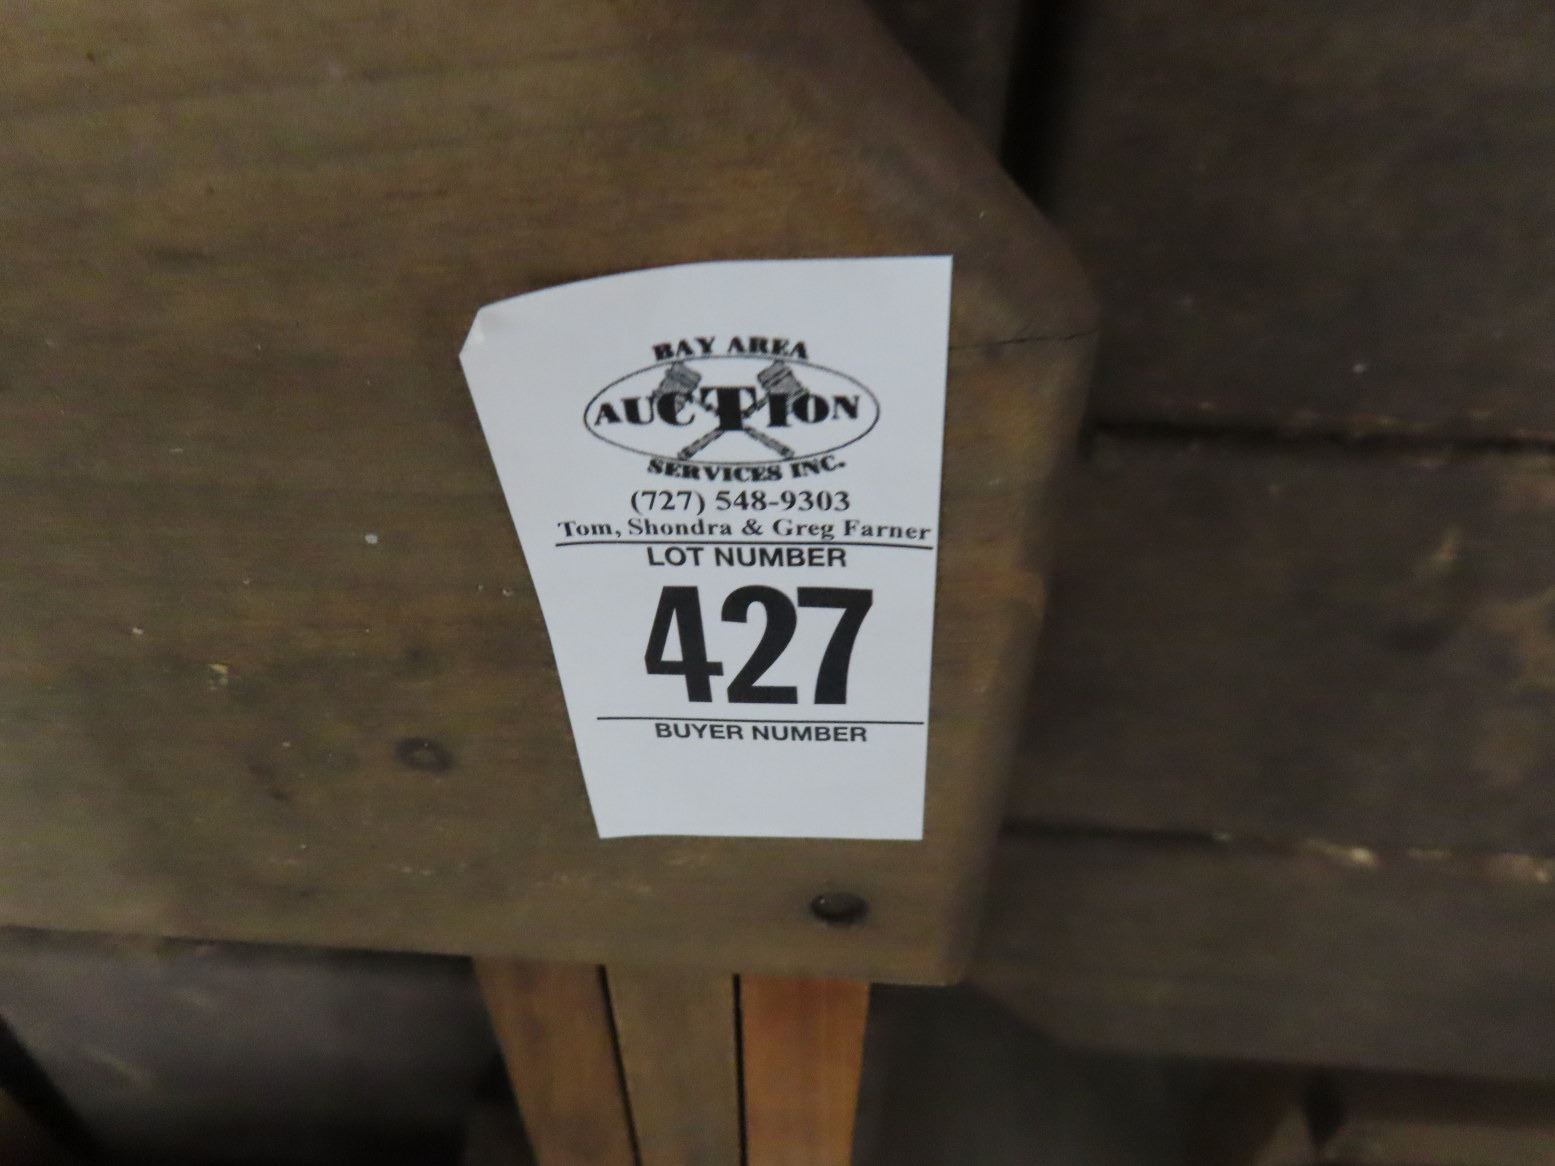 BAY AREA
AUCTION
SERVICES INC.
(727) 548-9303
Tom, Shondra & Greg Farner
LOT NUMBER
427
BUYER NUMBER